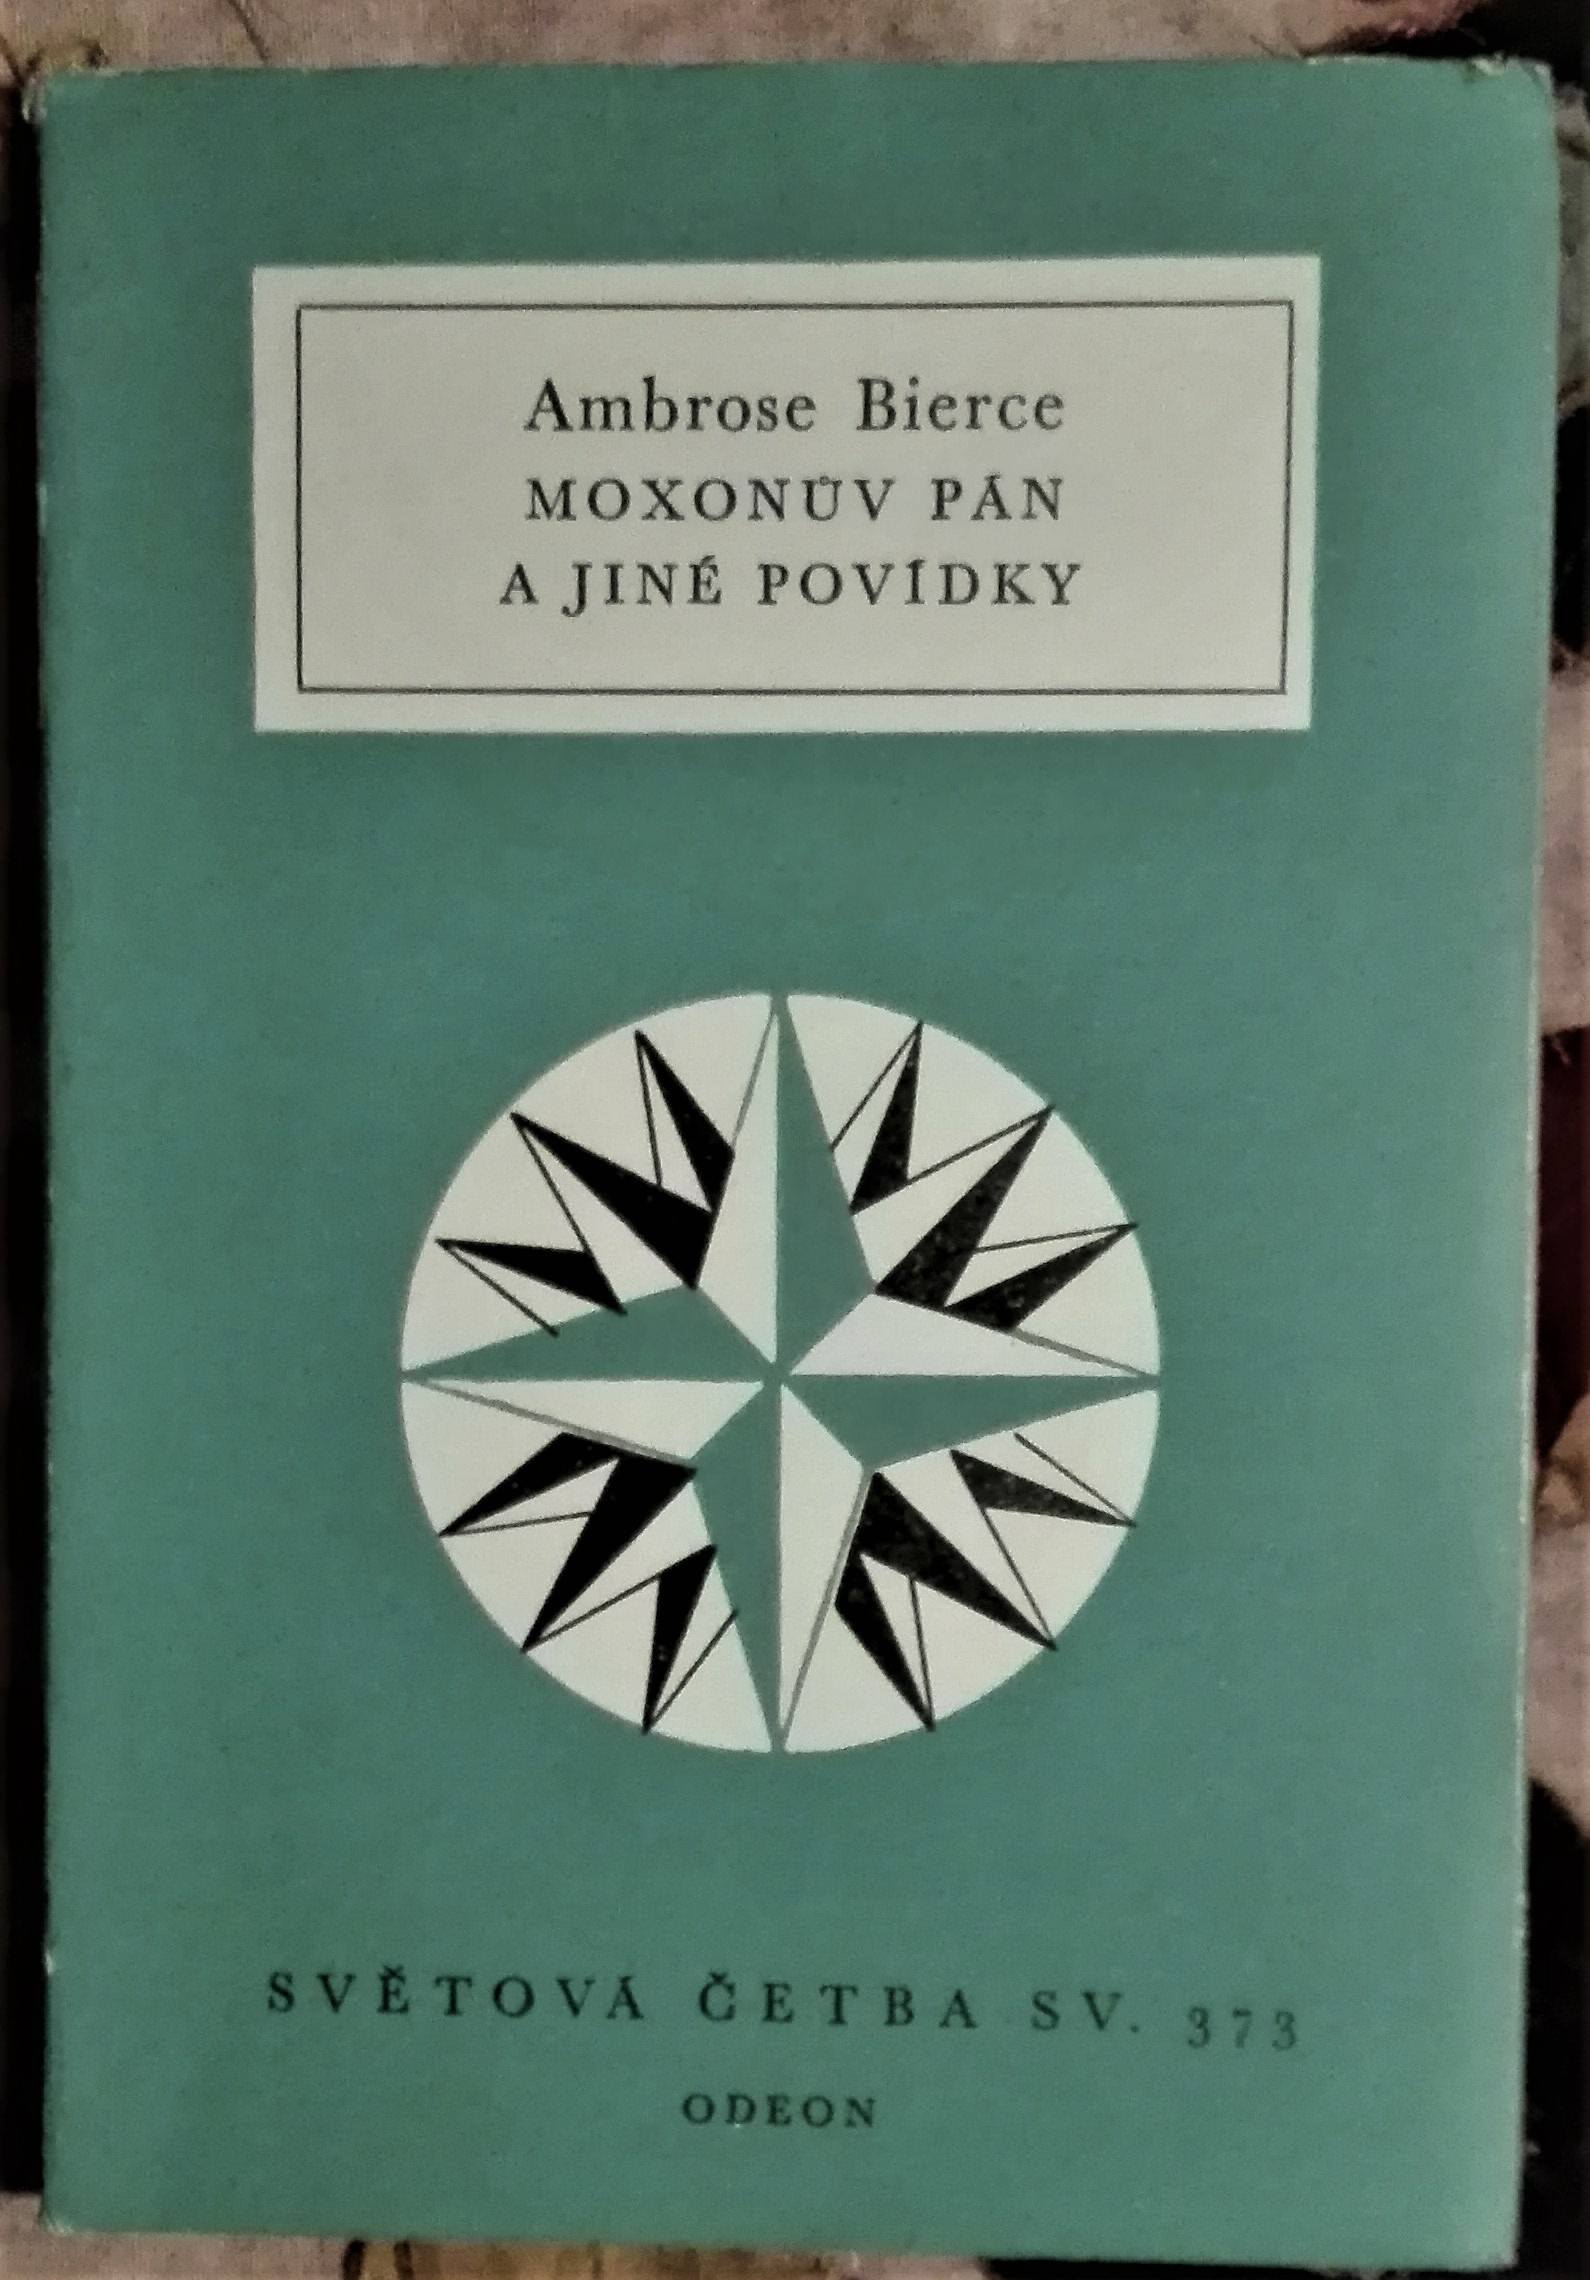 Ambrose Bierce
MOXONŮV PÁN
A JINÉ POVÍDKY
SVĚTOVÁ ČETBA SV. 373
ODEON